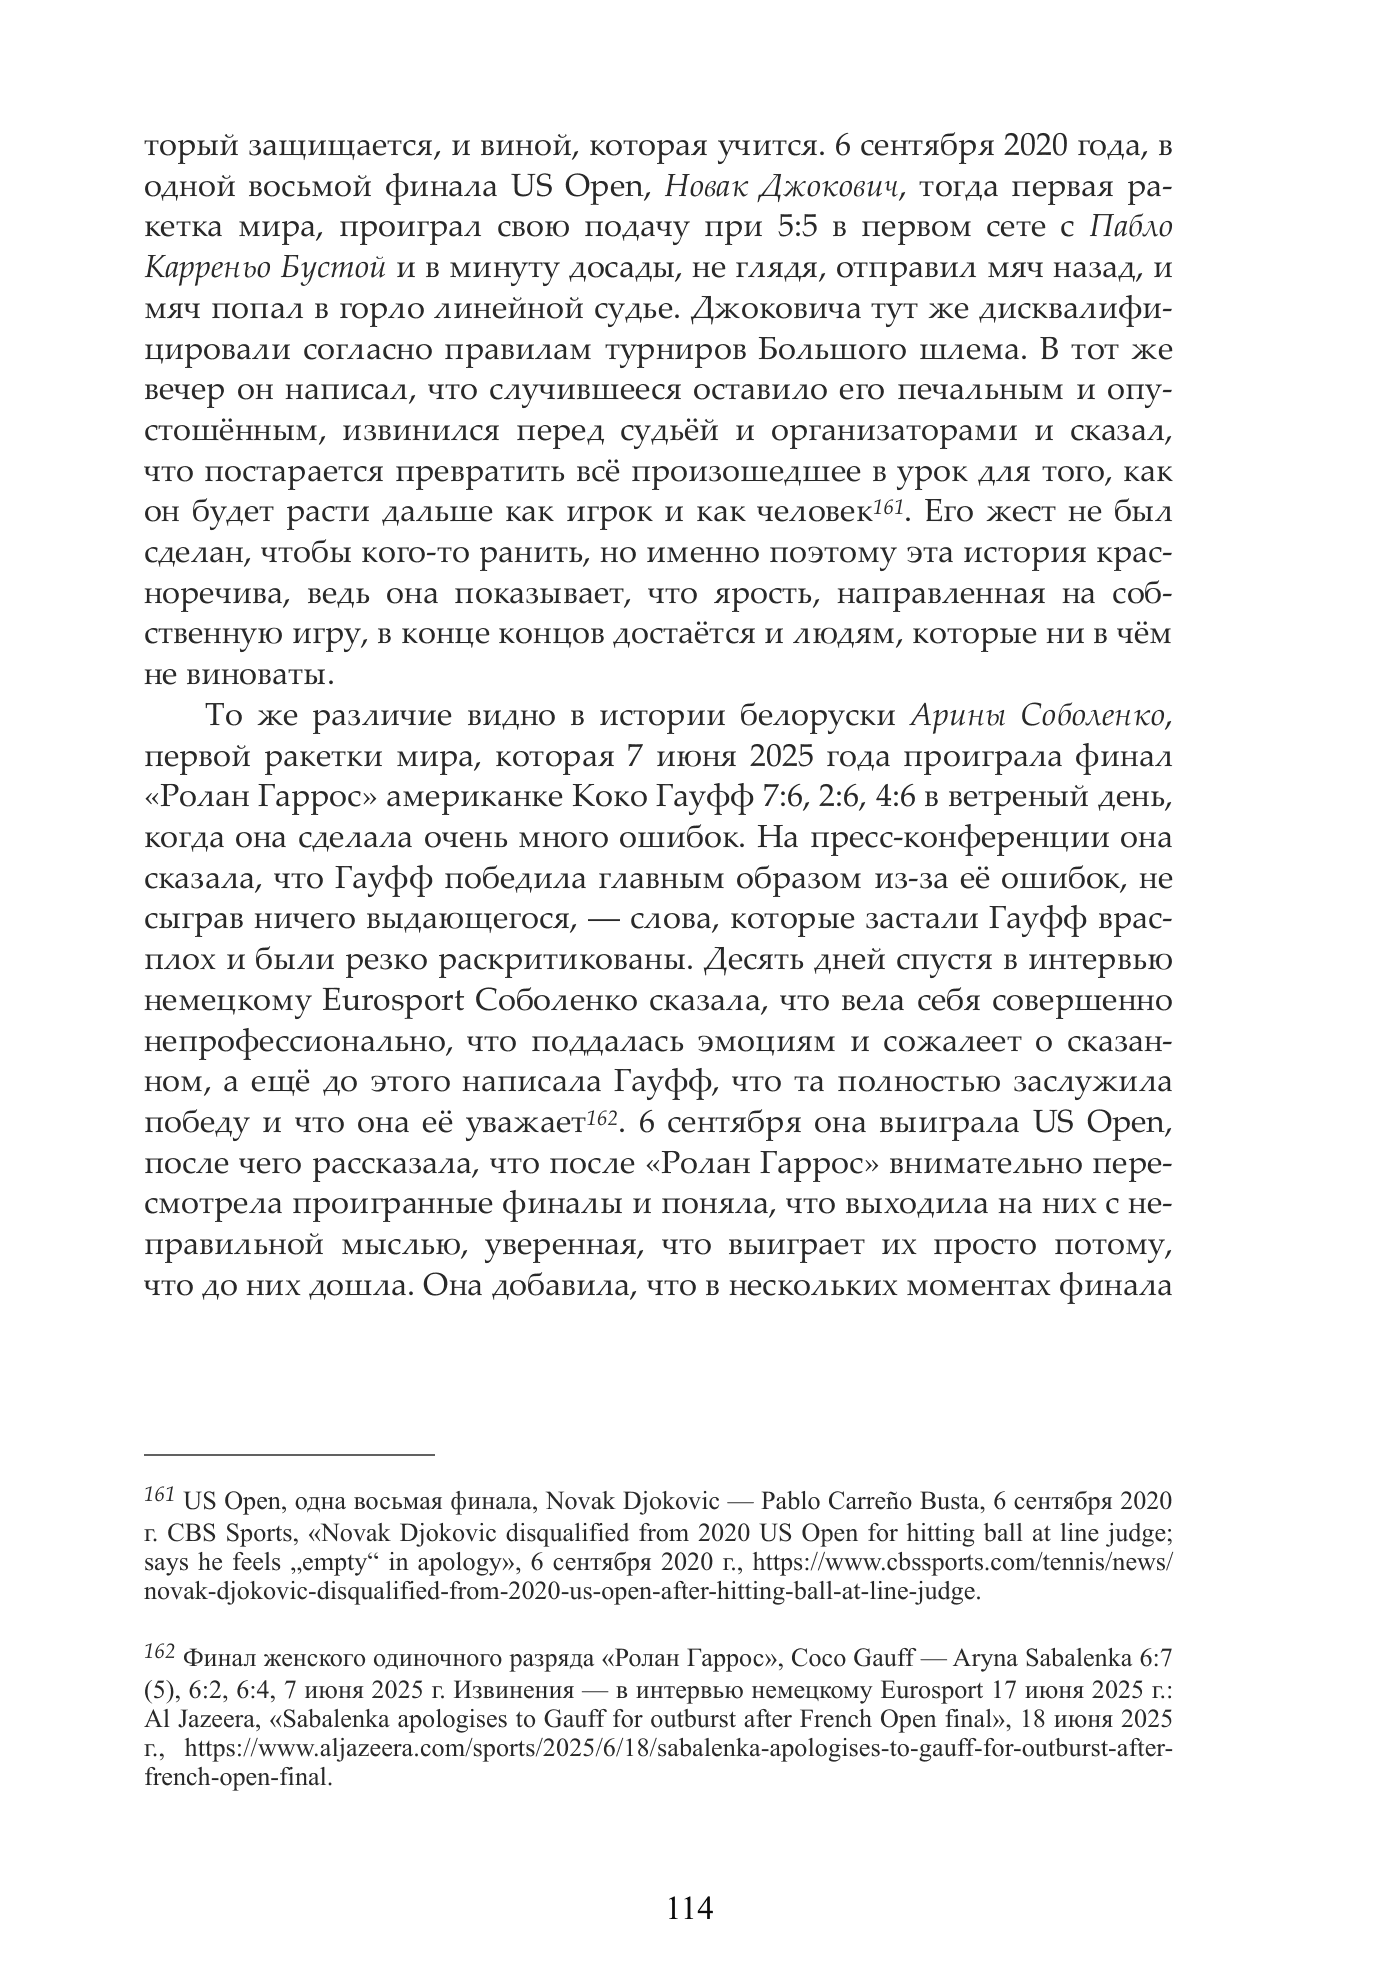 торый защищается, и виной, которая учится. 6 сентября 2020 года, в
одной восьмой финала US Open, Новак Джокович, тогда первая ра-
кетка мира, проиграл свою подачу при 5:5 в первом сете с Пабло
Карреньо Бустой и в минуту досады, не глядя, отправил мяч назад, и
мяч попал в горло линейной судье. Джоковича тут же дисквалифи-
цировали согласно правилам турниров Большого шлема. В тот же
вечер он написал, что случившееся оставило его печальным и опу-
стошённым, извинился перед судьёй и организаторами и сказал,
что постарается превратить всё произошедшее в урок для того, как
он будет расти дальше как игрок и как человек161. Его жест не был
сделан, чтобы кого-то ранить, но именно поэтому эта история крас-
норечива, ведь она показывает, что ярость, направленная на соб-
ственную игру, в конце концов достаётся и людям, которые ни в чём
не виноваты.
То же различие видно в истории белоруски Арины Соболенко,
первой ракетки мира, которая 7 июня 2025 года проиграла финал
«Ролан Гаррос» американке Коко Гауфф 7:6, 2:6, 4:6 в ветреный день,
когда она сделала очень много ошибок. На пресс-конференции она
сказала, что Гауфф победила главным образом из-за её ошибок, не
сыграв ничего выдающегося, — слова, которые застали Гауфф врас-
плох и были резко раскритикованы. Десять дней спустя в интервью
немецкому Eurosport Соболенко сказала, что вела себя совершенно
непрофессионально, что поддалась эмоциям и сожалеет о сказан-
ном, а ещё до этого написала Гауфф, что та полностью заслужила
победу и что она её уважает162. 6 сентября она выиграла US Open,
после чего рассказала, что после «Ролан Гаррос» внимательно пере-
смотрела проигранные финалы и поняла, что выходила на них с не-
правильной мыслью, уверенная, что выиграет их просто потому,
что до них дошла. Она добавила, что в нескольких моментах финала
161 US Open, одна восьмая финала, Novak Djokovic — Pablo Carreño Busta, 6 сентября 2020
г. CBS Sports, «Novak Djokovic disqualified from 2020 US Open for hitting ball at line judge;
says he feels „empty“ in apology», 6 сентября 2020 г., https://www.cbssports.com/tennis/news/
novak-djokovic-disqualified-from-2020-us-open-after-hitting-ball-at-line-judge.
162 Финал женского одиночного разряда «Ролан Гаррос», Coco Gauff — Aryna Sabalenka 6:7
(5), 6:2, 6:4, 7 июня 2025 г. Извинения — в интервью немецкому Eurosport 17 июня 2025 г.:
Al Jazeera, «Sabalenka apologises to Gauff for outburst after French Open final», 18 июня 2025
г., https://www.aljazeera.com/sports/2025/6/18/sabalenka-apologises-to-gauff-for-outburst-after-
french-open-final.
114